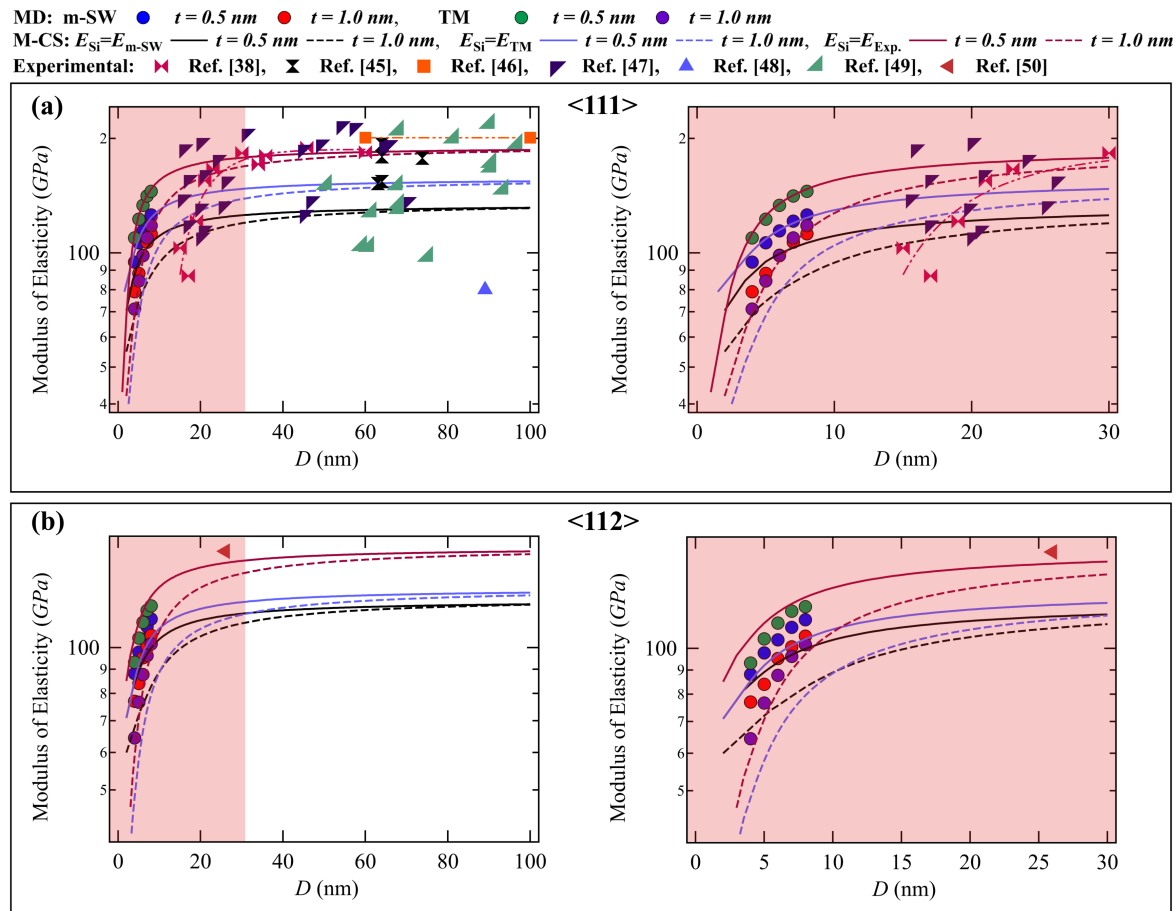 MD: m-SW t = 0.5 nm t = 1.0 nm, TM t = 0.5 nm t = 1.0 nm
M-CS: E_Si=E_m-SW t = 0.5 nm t = 1.0 nm, E_Si=E_TM t = 0.5 nm t = 1.0 nm, E_Si=E_Exp. t = 0.5 nm t = 1.0 nm
Experimental: Ref. [38], Ref. [45], Ref. [46], Ref. [47], Ref. [48], Ref. [49], Ref. [50]
(a) <111>
Modulus of Elasticity (GPa)
2
100
9
8
7
6
5
4
0 20 40 60 80 100
D (nm)
Modulus of Elasticity (GPa)
2
100
9
8
7
6
5
4
0 10 20 30
D (nm)
(b) <112>
Modulus of Elasticity (GPa)
100
9
8
7
6
5
0 20 40 60 80 100
D (nm)
Modulus of Elasticity (GPa)
100
9
8
7
6
5
0 5 10 15 20 25 30
D (nm)